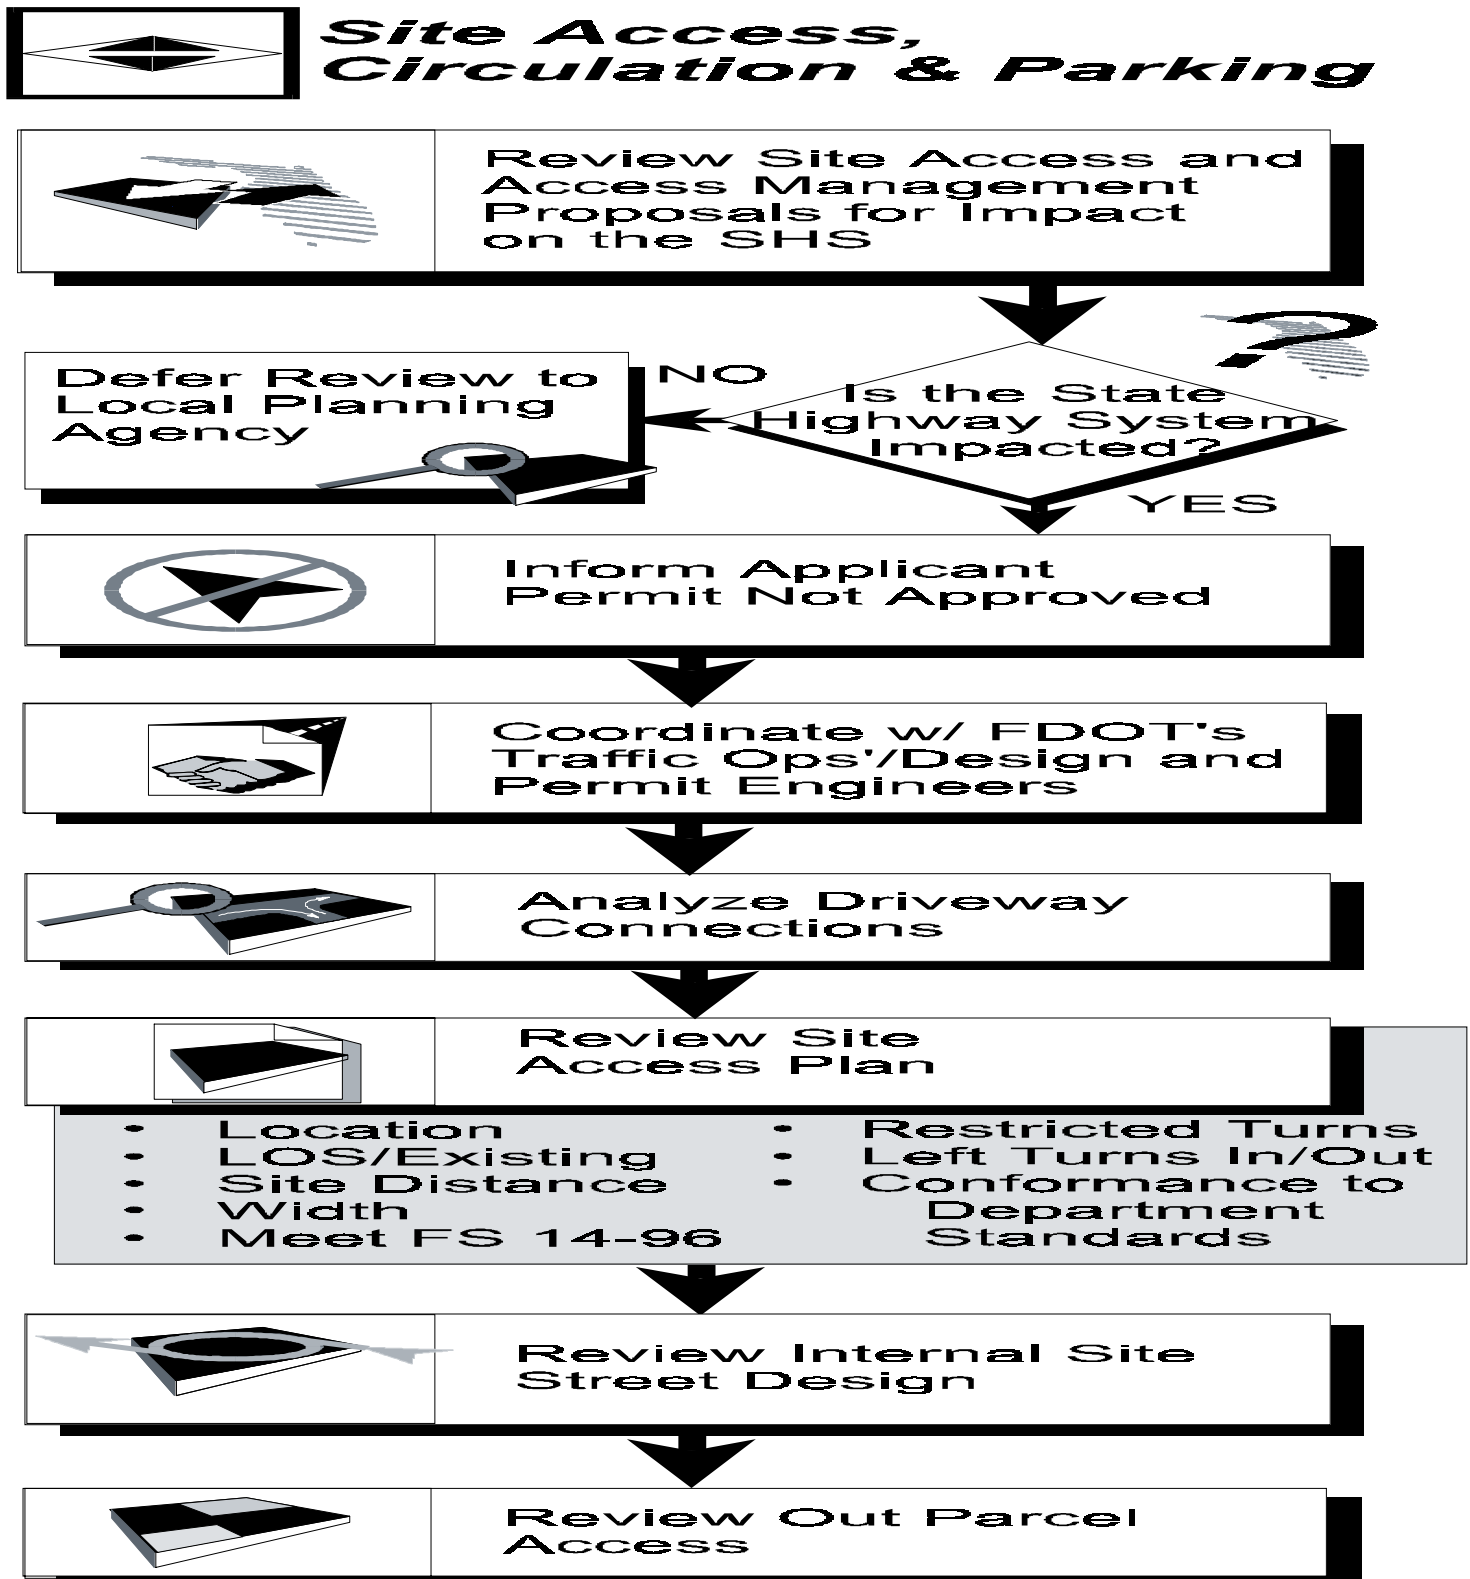 Site Access,
Circulation & Parking
Review Site Access and
Access Management
Proposals for Impact
on the SHS
?
Is the State
Highway System
Impacted?
NO
Defer Review to
Local Planning
Agency
YES
Inform Applicant
Permit Not Approved
Coordinate w/ FDOT's
Traffic Ops'/Design and
Permit Engineers
Analyze Driveway
Connections
Review Site
Access Plan
• Location
• LOS/Existing
• Site Distance
• Width
• Meet FS 14-96
• Restricted Turns
• Left Turns In/Out
• Conformance to
Department
Standards
Review Internal Site
Street Design
Review Out Parcel
Access